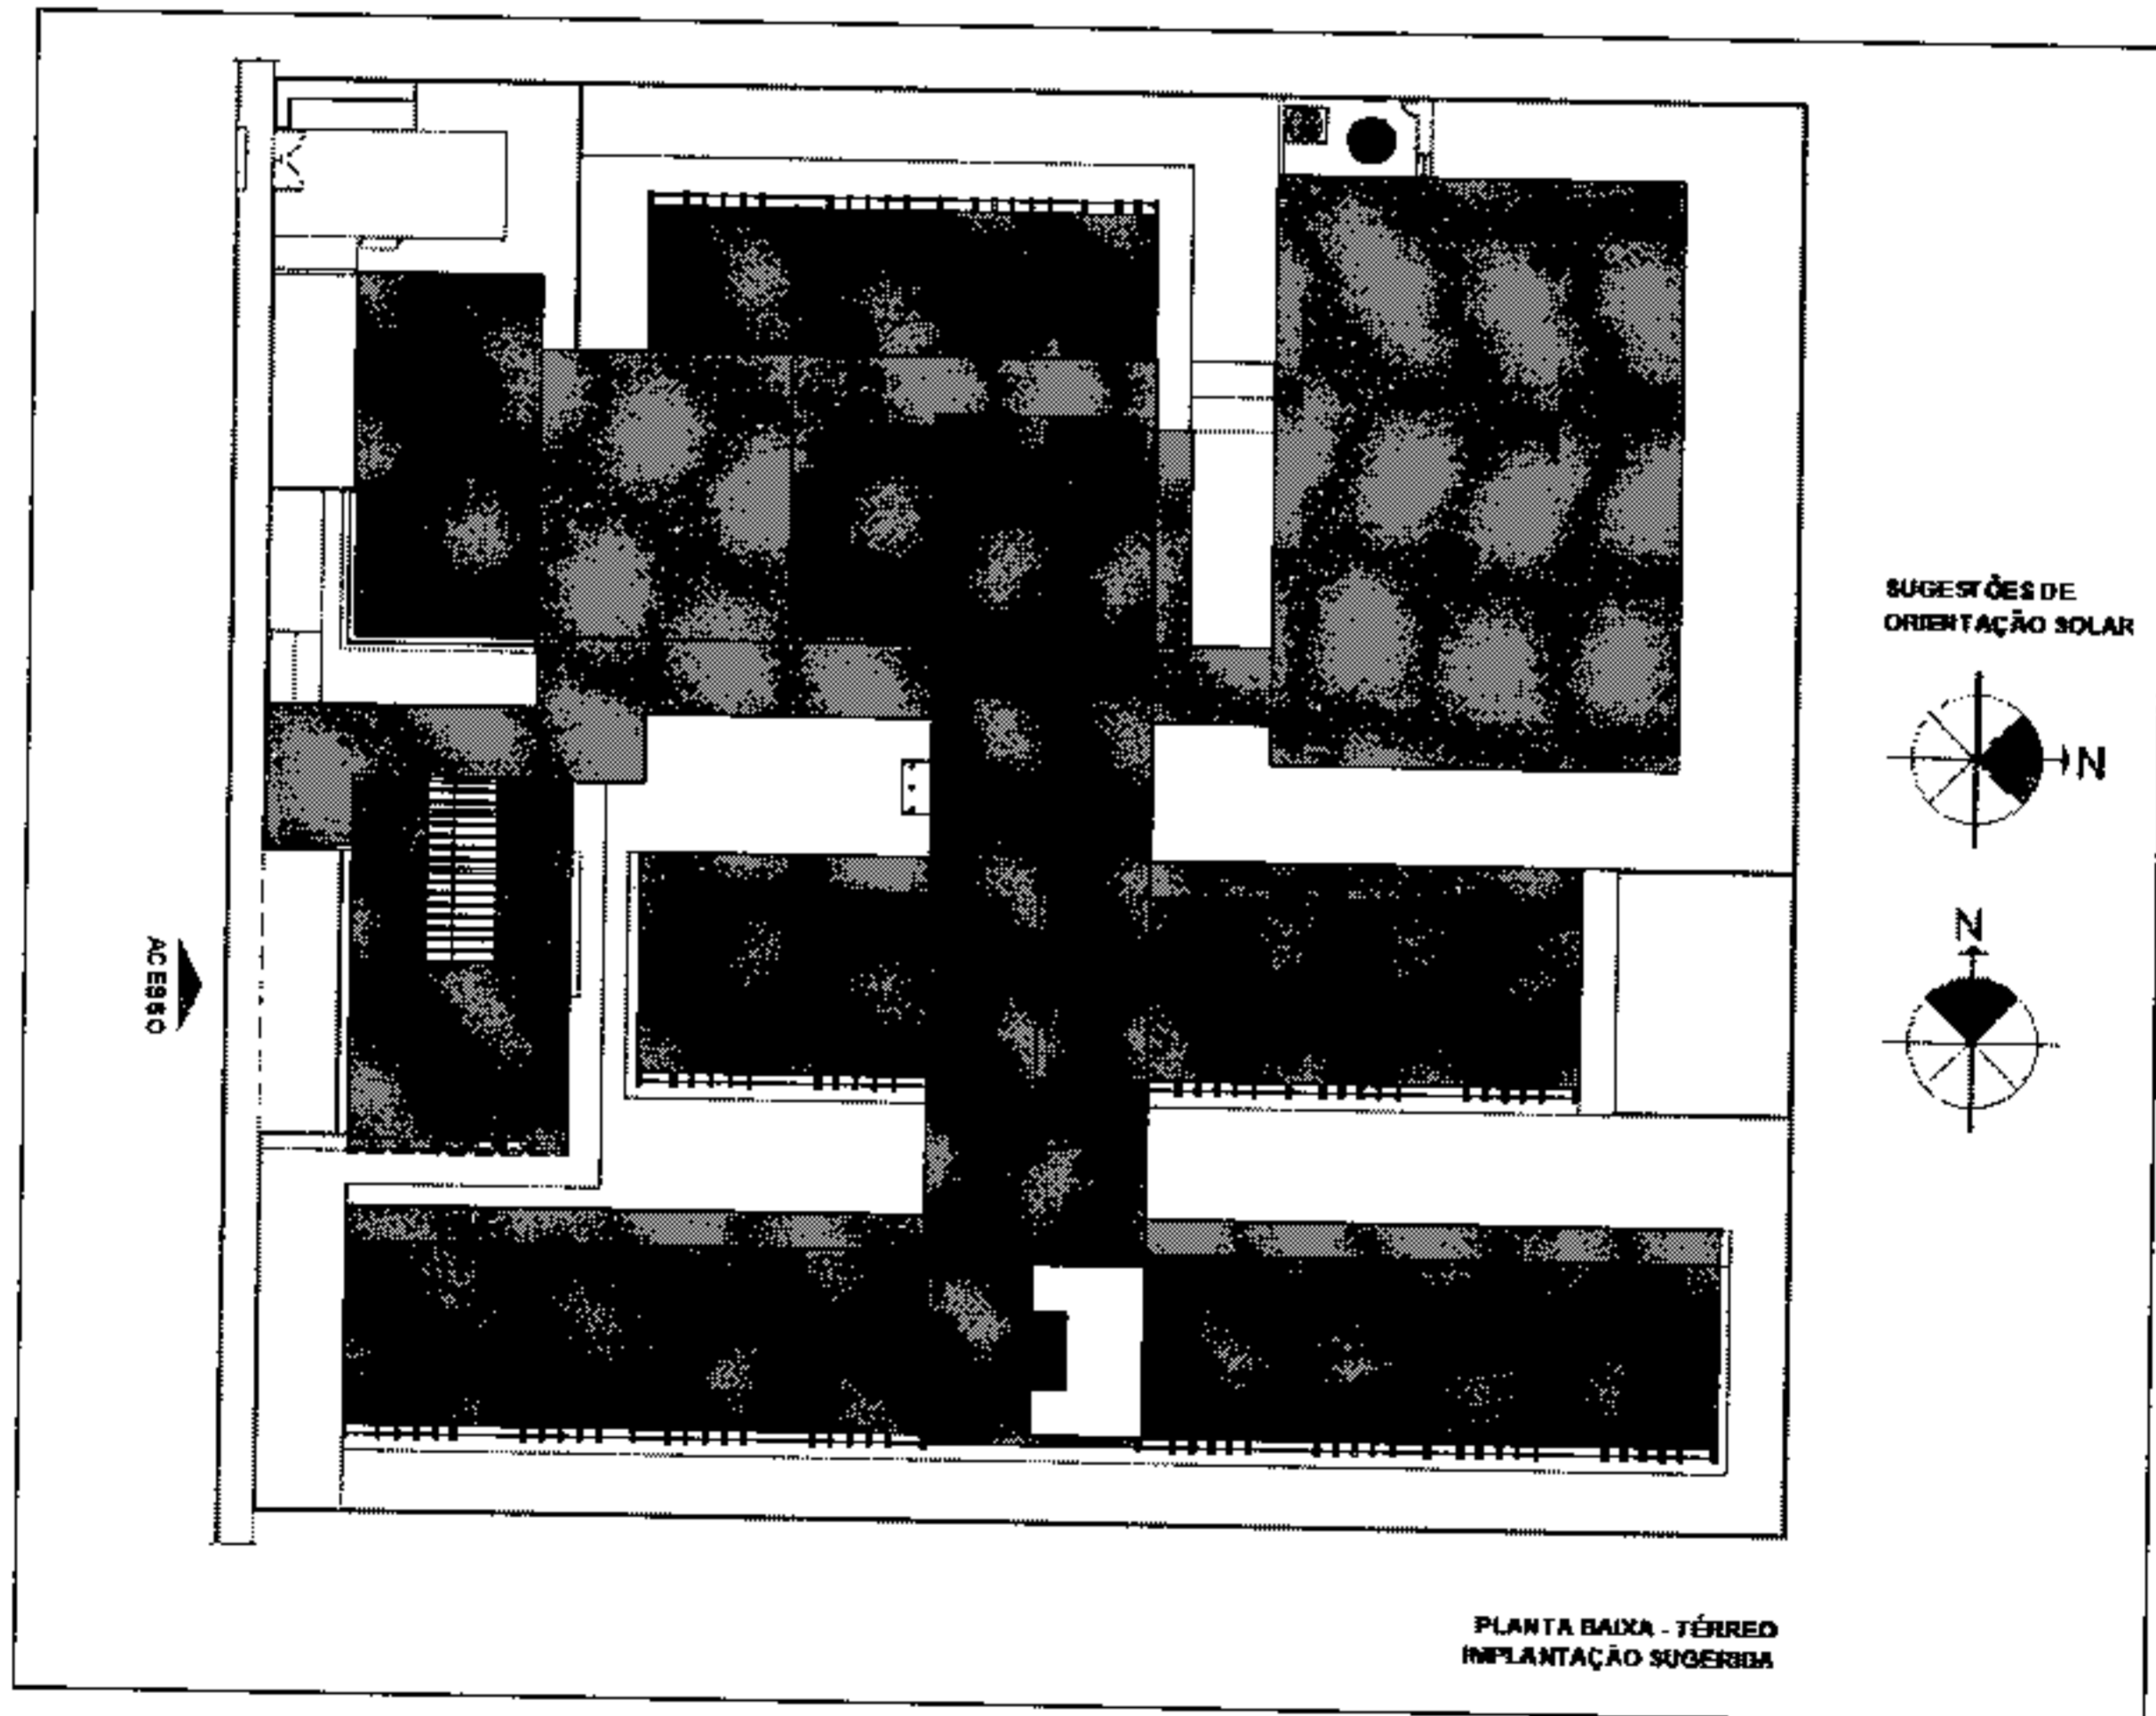 SUGESTÕES DE
ORIENTAÇÃO SOLAR
N
N
ACESSO
PLANTA BAIXA - TÉRREO
IMPLANTAÇÃO SUGERIDA